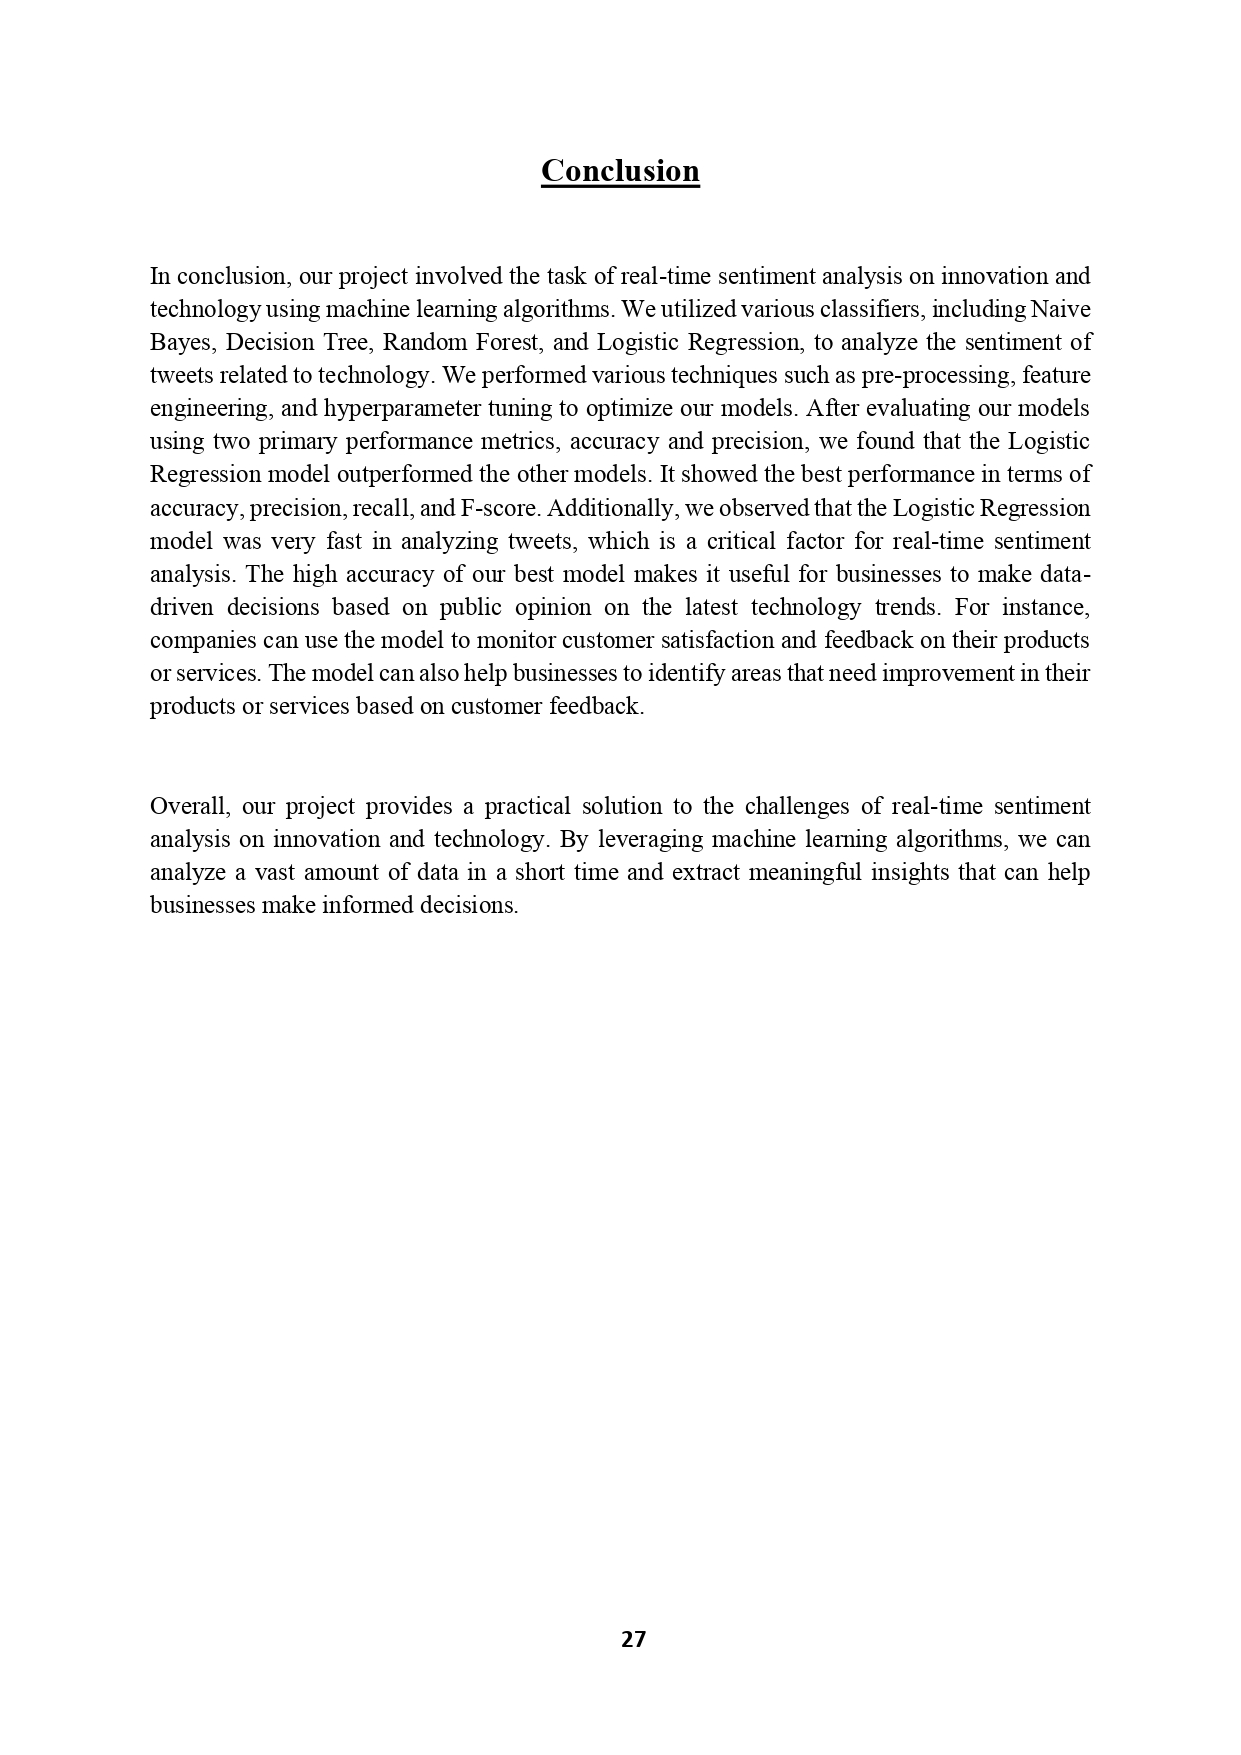 Conclusion
In conclusion, our project involved the task of real-time sentiment analysis on innovation and
technology using machine learning algorithms. We utilized various classifiers, including Naive
Bayes, Decision Tree, Random Forest, and Logistic Regression, to analyze the sentiment of
tweets related to technology. We performed various techniques such as pre-processing, feature
engineering, and hyperparameter tuning to optimize our models. After evaluating our models
using two primary performance metrics, accuracy and precision, we found that the Logistic
Regression model outperformed the other models. It showed the best performance in terms of
accuracy, precision, recall, and F-score. Additionally, we observed that the Logistic Regression
model was very fast in analyzing tweets, which is a critical factor for real-time sentiment
analysis. The high accuracy of our best model makes it useful for businesses to make data-
driven decisions based on public opinion on the latest technology trends. For instance,
companies can use the model to monitor customer satisfaction and feedback on their products
or services. The model can also help businesses to identify areas that need improvement in their
products or services based on customer feedback.
Overall, our project provides a practical solution to the challenges of real-time sentiment
analysis on innovation and technology. By leveraging machine learning algorithms, we can
analyze a vast amount of data in a short time and extract meaningful insights that can help
businesses make informed decisions.
27